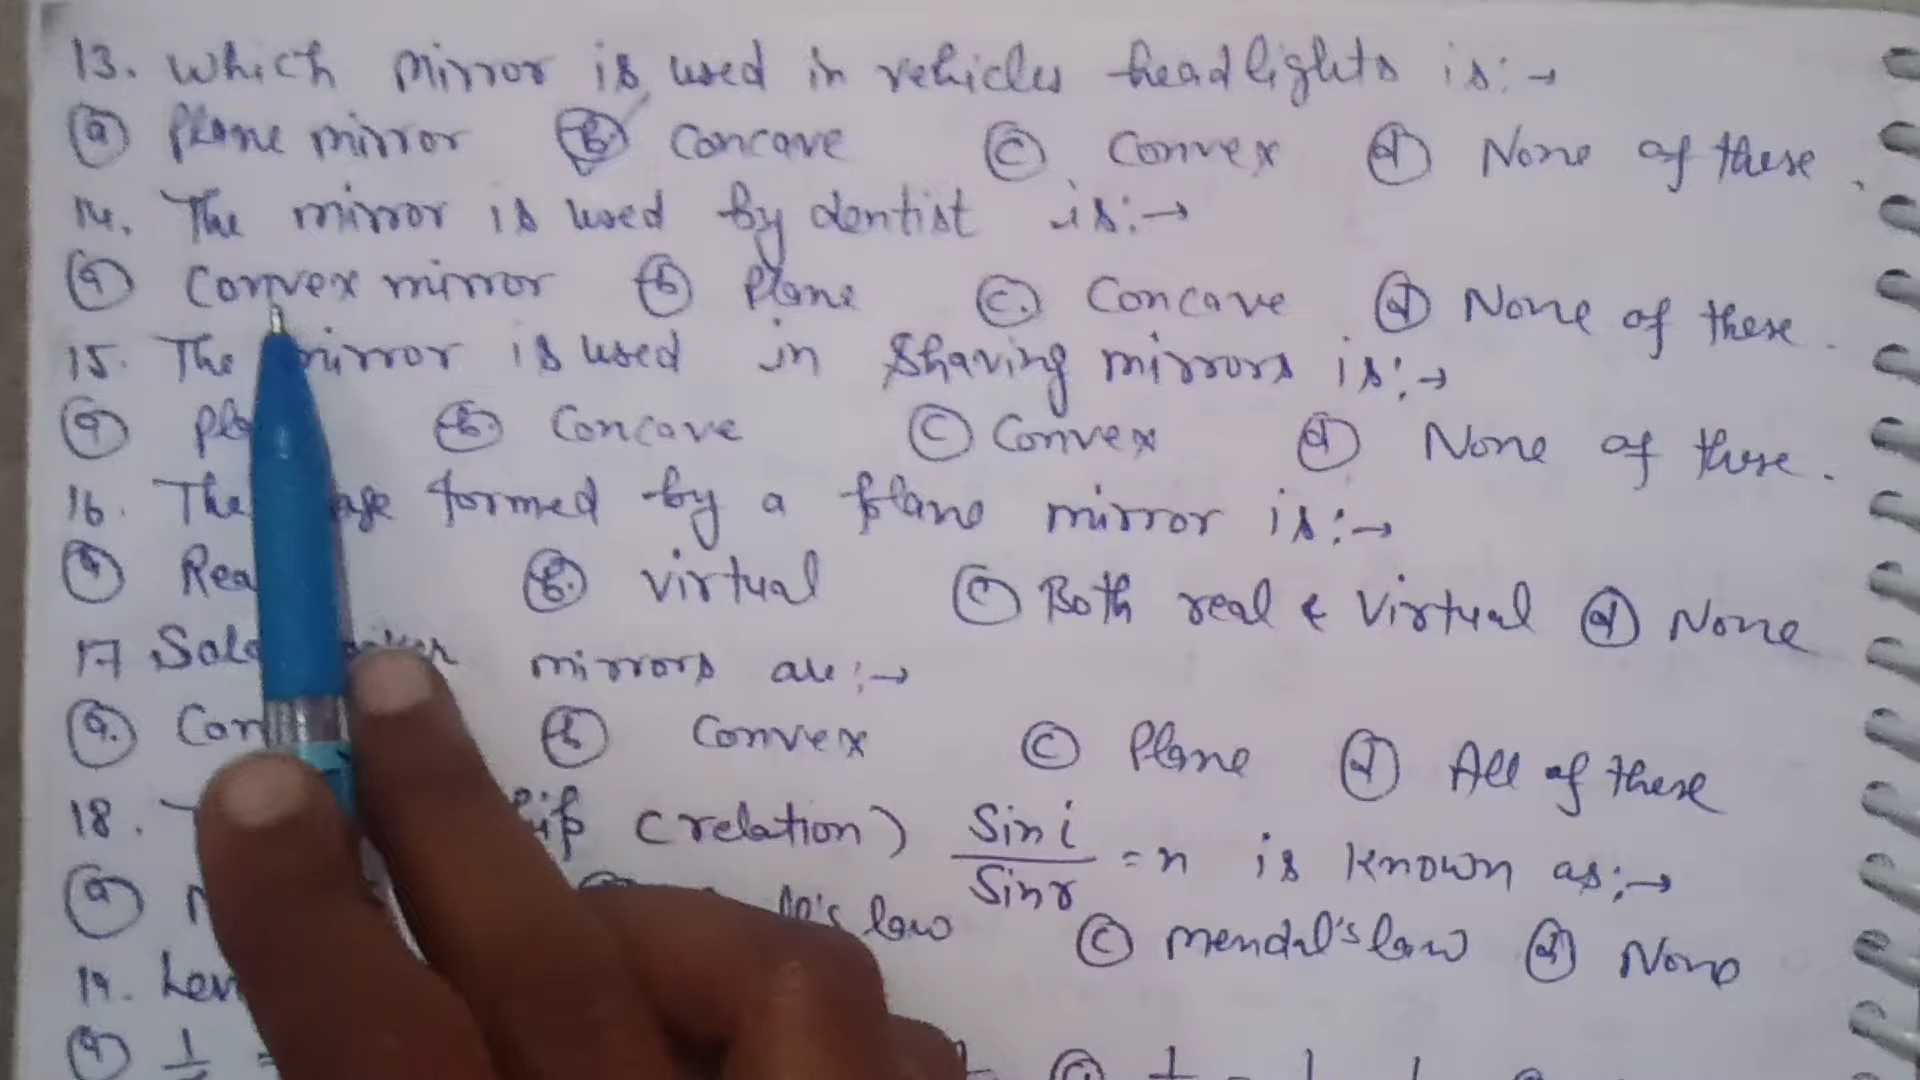 13. Which mirror is used in vehicles headlights is:→
(a) Plane mirror (b) Concave (c) Convex (d) None of these.
14. The mirror is used by dentist is:→
(a) Convex mirror (b) Plane (c) Concave (d) None of these.
15. The mirror is used in Shaving mirrors is:→
(a) (b) Concave (c) Convex (d) None of these.
16. The formed by a plane mirror is:→
(a) (b) virtual (c) Both real & Virtual (d) None
17 mirrors are:→
(a) (b) Convex (c) Plane (d) All of these
18. (relation) Sin i / Sin r = n is known as:→
(a) law (c) mendal's law (d) None
19.
(a)